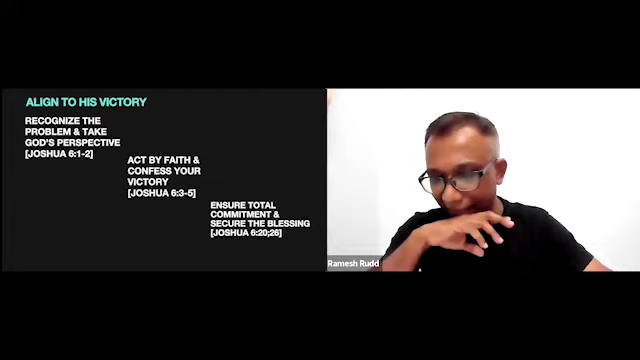 ALIGN TO HIS VICTORY
RECOGNIZE THE
PROBLEM & TAKE
GOD'S PERSPECTIVE
[JOSHUA 6:1-2]
ACT BY FAITH &
CONFESS YOUR
VICTORY
[JOSHUA 6:3-5]
ENSURE TOTAL
COMMITMENT &
SECURE THE BLESSING
[JOSHUA 6:20;26]
Ramesh Rudd